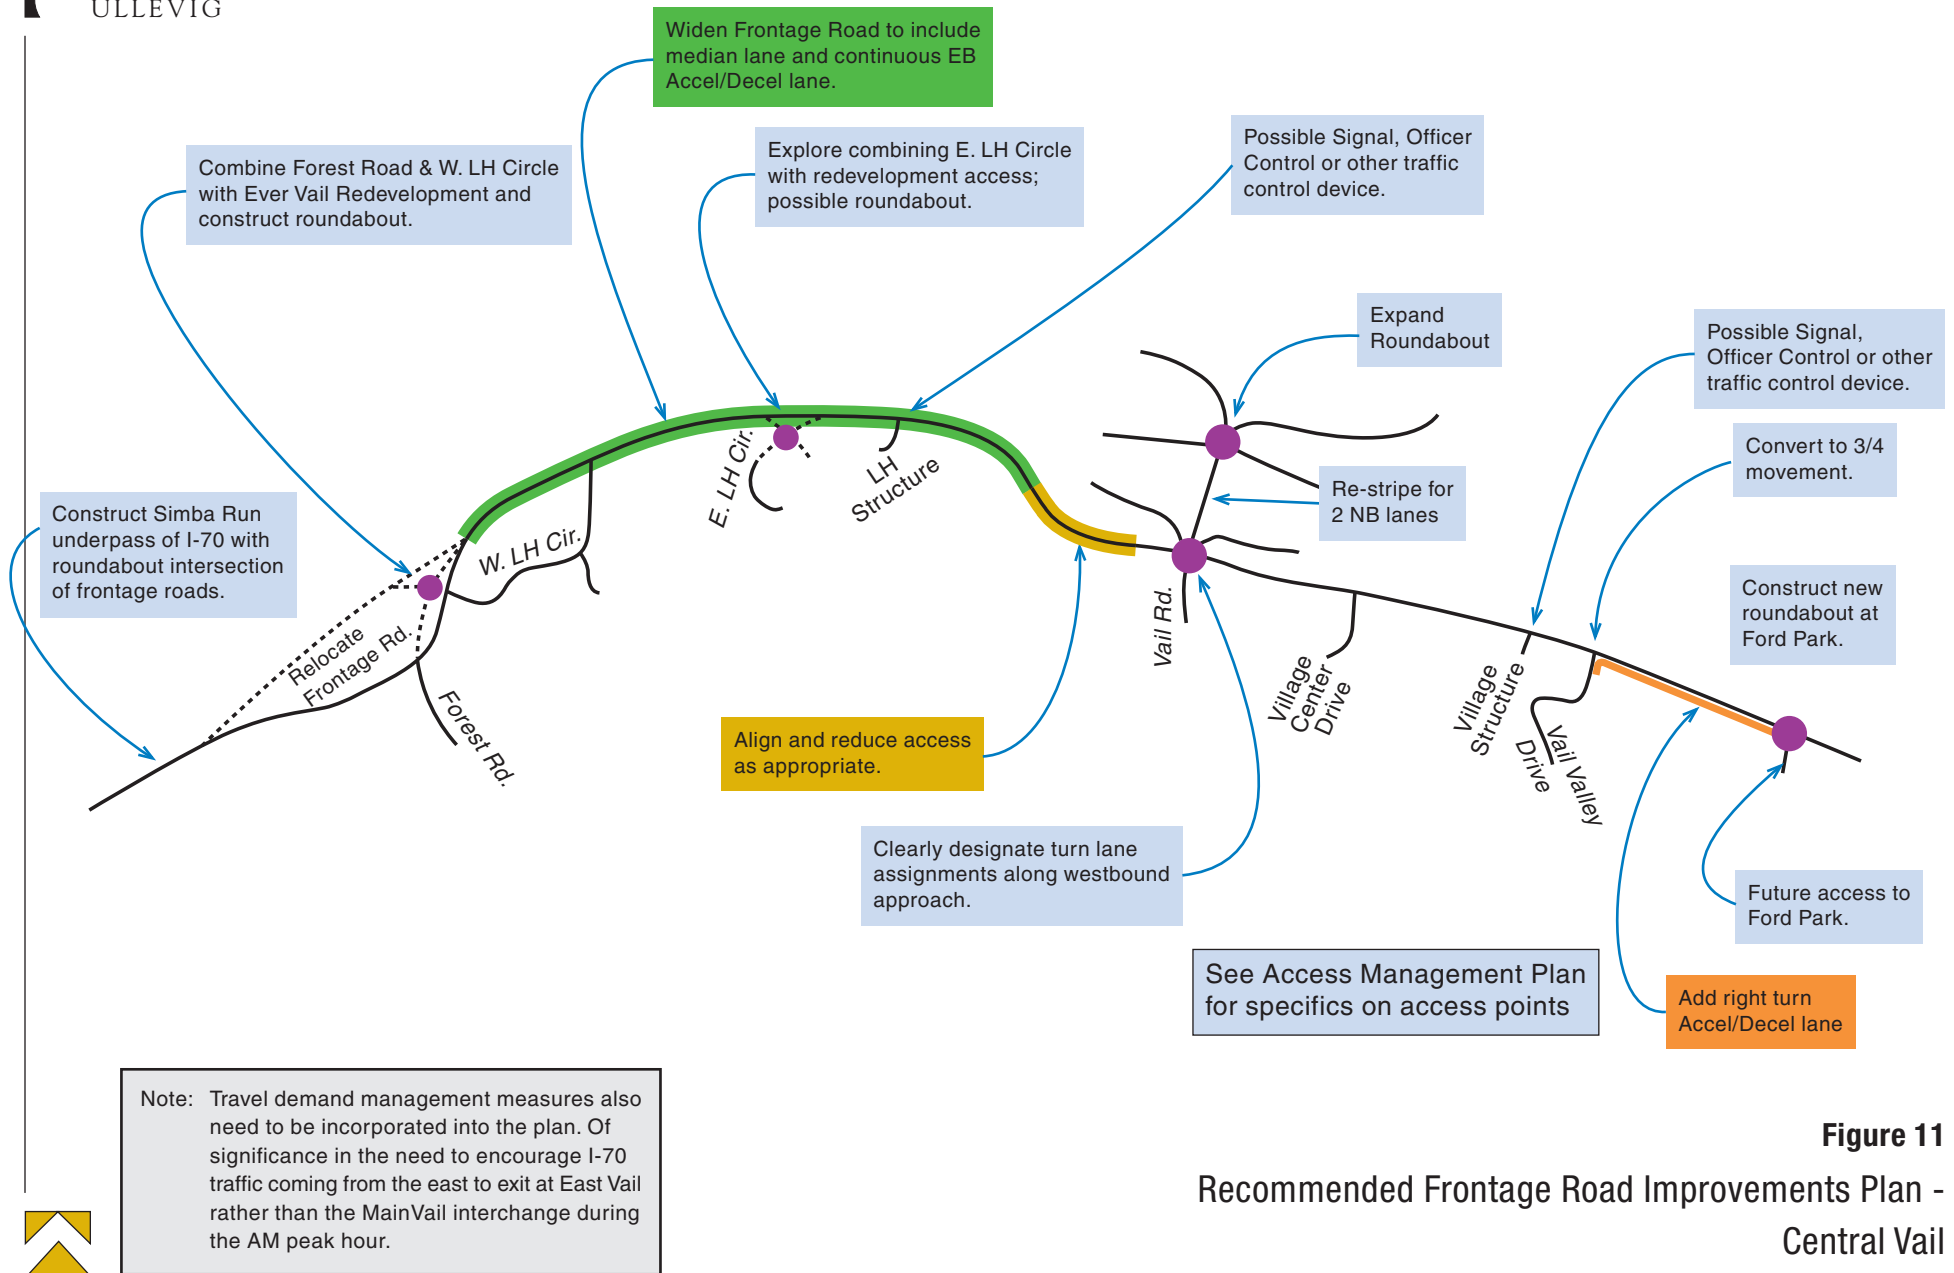 ULLEVIG
Widen Frontage Road to include
median lane and continuous EB
Accel/Decel lane.
Combine Forest Road & W. LH Circle
with Ever Vail Redevelopment and
construct roundabout.
Explore combining E. LH Circle
with redevelopment access;
possible roundabout.
Possible Signal, Officer
Control or other traffic
control device.
Expand
Roundabout
Possible Signal,
Officer Control or other
traffic control device.
Convert to 3/4
movement.
Construct Simba Run
underpass of I-70 with
roundabout intersection
of frontage roads.
Re-stripe for
2 NB lanes
Construct new
roundabout at
Ford Park.
E. LH Cir.
LH
Structure
W. LH Cir.
Relocate
Frontage Rd.
Forest Rd.
Vail Rd.
Village
Center
Drive
Village
Structure
Vail Valley
Drive
Align and reduce access
as appropriate.
Clearly designate turn lane
assignments along westbound
approach.
Future access to
Ford Park.
See Access Management Plan
for specifics on access points
Add right turn
Accel/Decel lane
Note: Travel demand management measures also
need to be incorporated into the plan. Of
significance in the need to encourage I-70
traffic coming from the east to exit at East Vail
rather than the MainVail interchange during
the AM peak hour.
Figure 11
Recommended Frontage Road Improvements Plan -
Central Vail